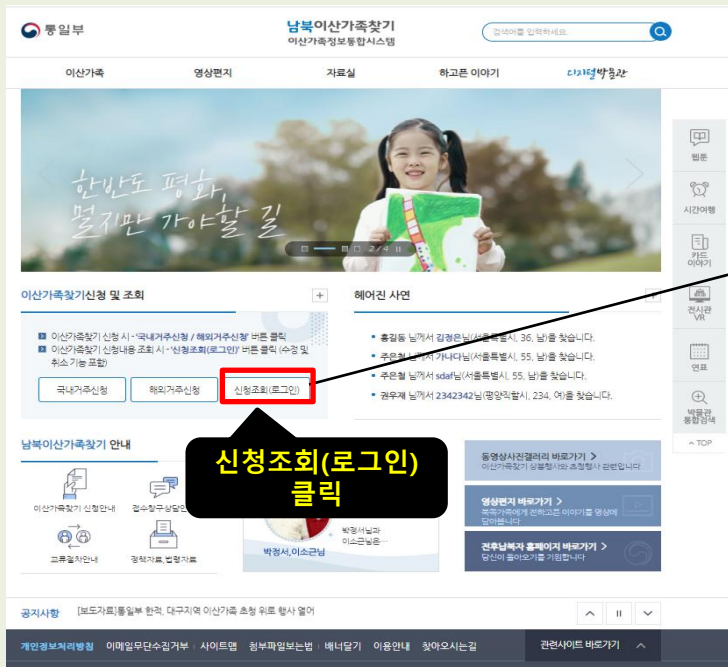 통일부
남북이산가족찾기
이산가족정보통합시스템
검색어를 입력하세요.
이산가족
영상편지
자료실
하고픈 이야기
디지털박물관
한반도 평화,
멀지만 가야할 길
2/4
웹툰
시간여행
카드
이야기
전시관
VR
연표
박물관
통합검색
TOP
이산가족찾기신청 및 조회
이산가족찾기 신청 시 - '국내거주신청 / 해외거주신청' 버튼 클릭
이산가족찾기 신청내용 조회 시 - '신청조회(로그인)' 버튼 클릭 (수정 및
취소 기능 포함)
국내거주신청
해외거주신청
신청조회(로그인)
헤어진 사연
홍길동 님께서 김정은님(서울특별시, 36, 남)을 찾습니다.
주은철 님께서 가나다님(서울특별시, 55, 남)을 찾습니다.
주은철 님께서 sdaf님(서울특별시, 55, 남)을 찾습니다.
권우재 님께서 2342342님(평양직할시, 234, 여)을 찾습니다.
신청조회(로그인)
클릭
남북이산가족찾기 안내
이산가족찾기 신청안내
접수창구상담안
교류절차안내
정책자료,법령자료
박정서,이소근님
박정서님과
이소근님은…
동영상사진갤러리 바로가기 >
이산가족찾기 상봉행사와 초청행사 관련입니다
영상편지 바로가기 >
북쪽가족에게 전하고픈 이야기를 영상에
담아봅니다
전후납북자 홈페이지 바로가기 >
당신이 돌아오기를 기원합니다
공지사항
[보도자료]통일부 한적, 대구지역 이산가족 초청 위로 행사 열어
개인정보처리방침
이메일무단수집거부
사이트맵
첨부파일보는법
배너달기
이용안내
찾아오시는길
관련사이트 바로가기